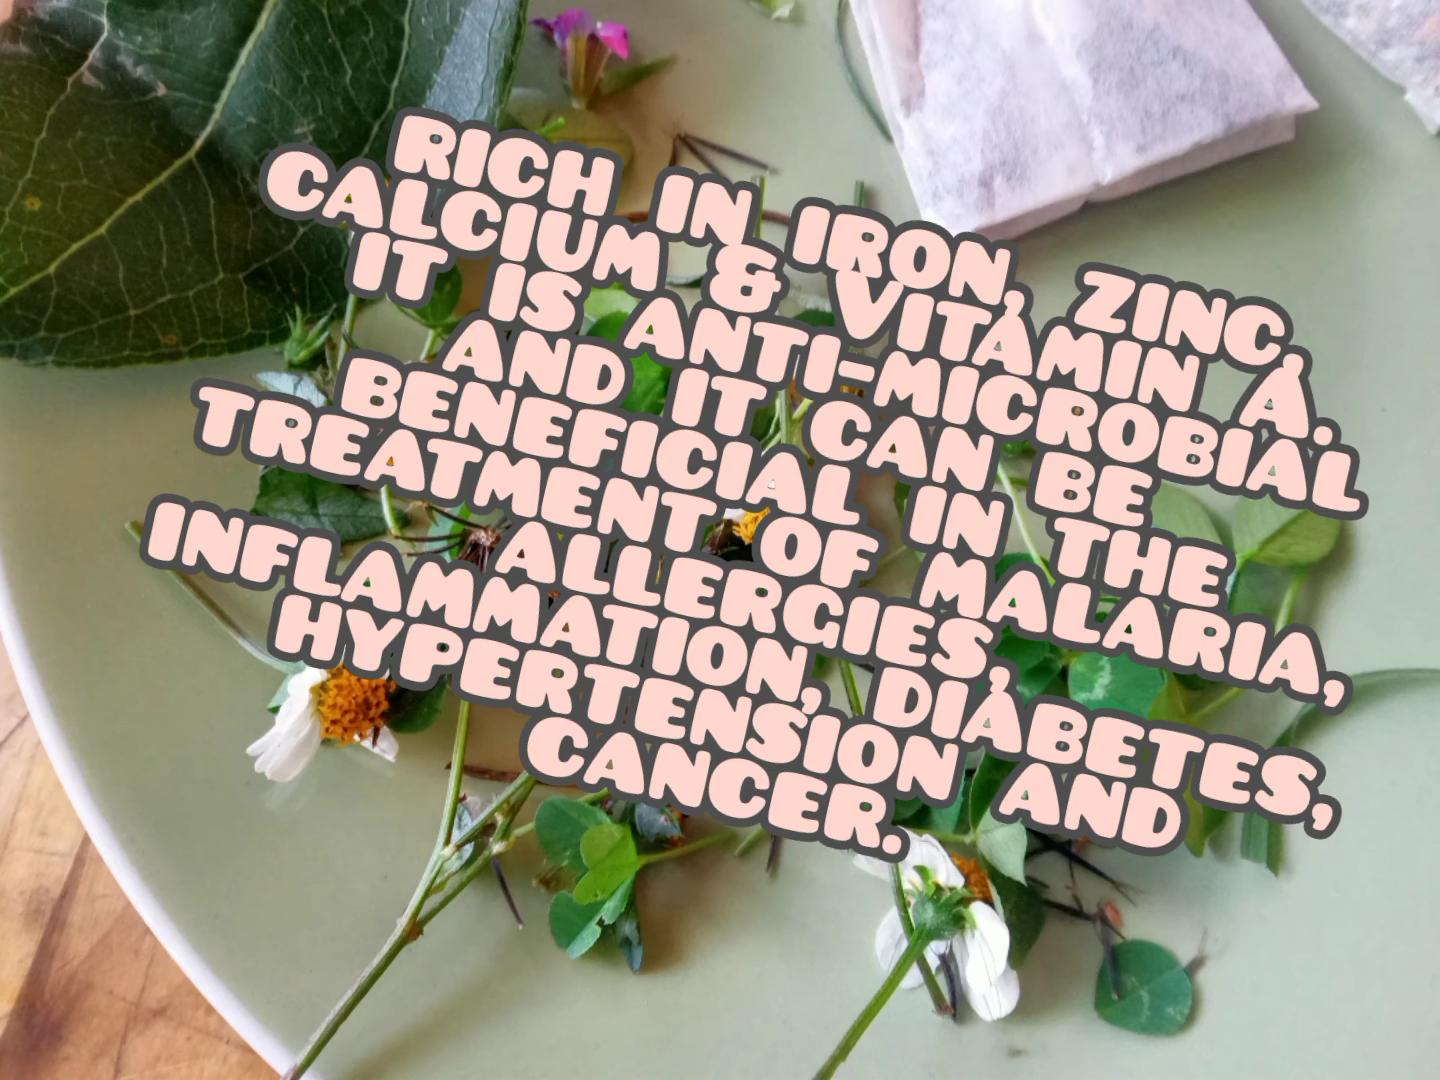 RICH IN IRON, ZINC,
CALCIUM & VITAMIN A.
IT IS ANTI-MICROBIAL
AND IT CAN BE
BENEFICIAL IN THE
TREATMENT OF MALARIA,
ALLERGIES,
INFLAMMATION, DIABETES,
HYPERTENSION AND
CANCER.